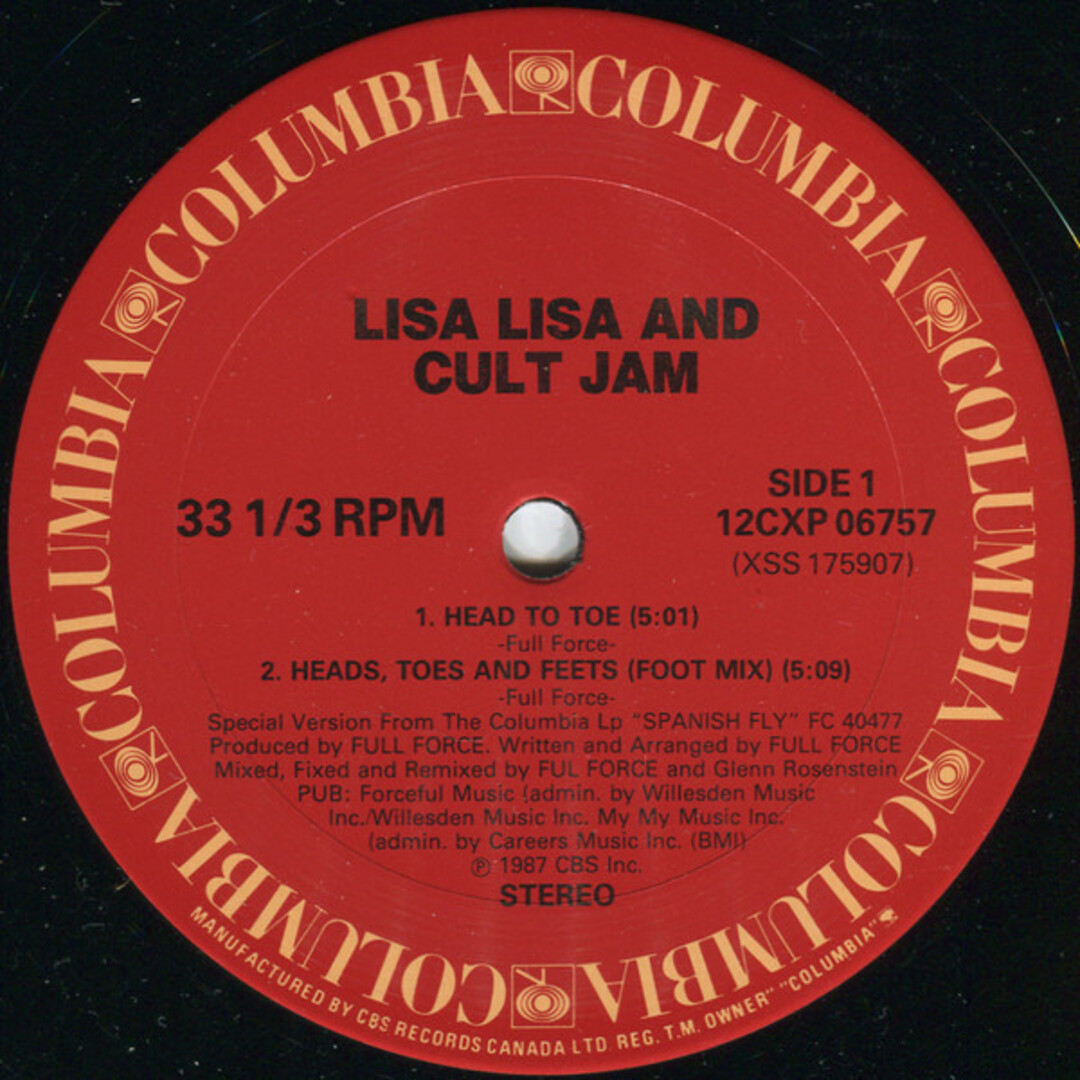 COLUMBIA COLUMBIA COLUMBIA COLUMBIA COLUMBIA COLUMBIA
LISA LISA AND
CULT JAM
33 1/3 RPM
SIDE 1
12CXP 06757
(XSS 175907)
1. HEAD TO TOE (5:01)
-Full Force-
2. HEADS, TOES AND FEETS (FOOT MIX) (5:09)
-Full Force-
Special Version From The Columbia Lp "SPANISH FLY" FC 40477
Produced by FULL FORCE. Written and Arranged by FULL FORCE
Mixed, Fixed and Remixed by FUL FORCE and Glenn Rosenstein
PUB: Forceful Music (admin. by Willesden Music
Inc./Willesden Music Inc. My My Music Inc.
(admin. by Careers Music Inc. (BMI)
℗ 1987 CBS Inc.
STEREO
MANUFACTURED BY CBS RECORDS CANADA LTD. REG. T.M. OWNER" "COLUMBIA"